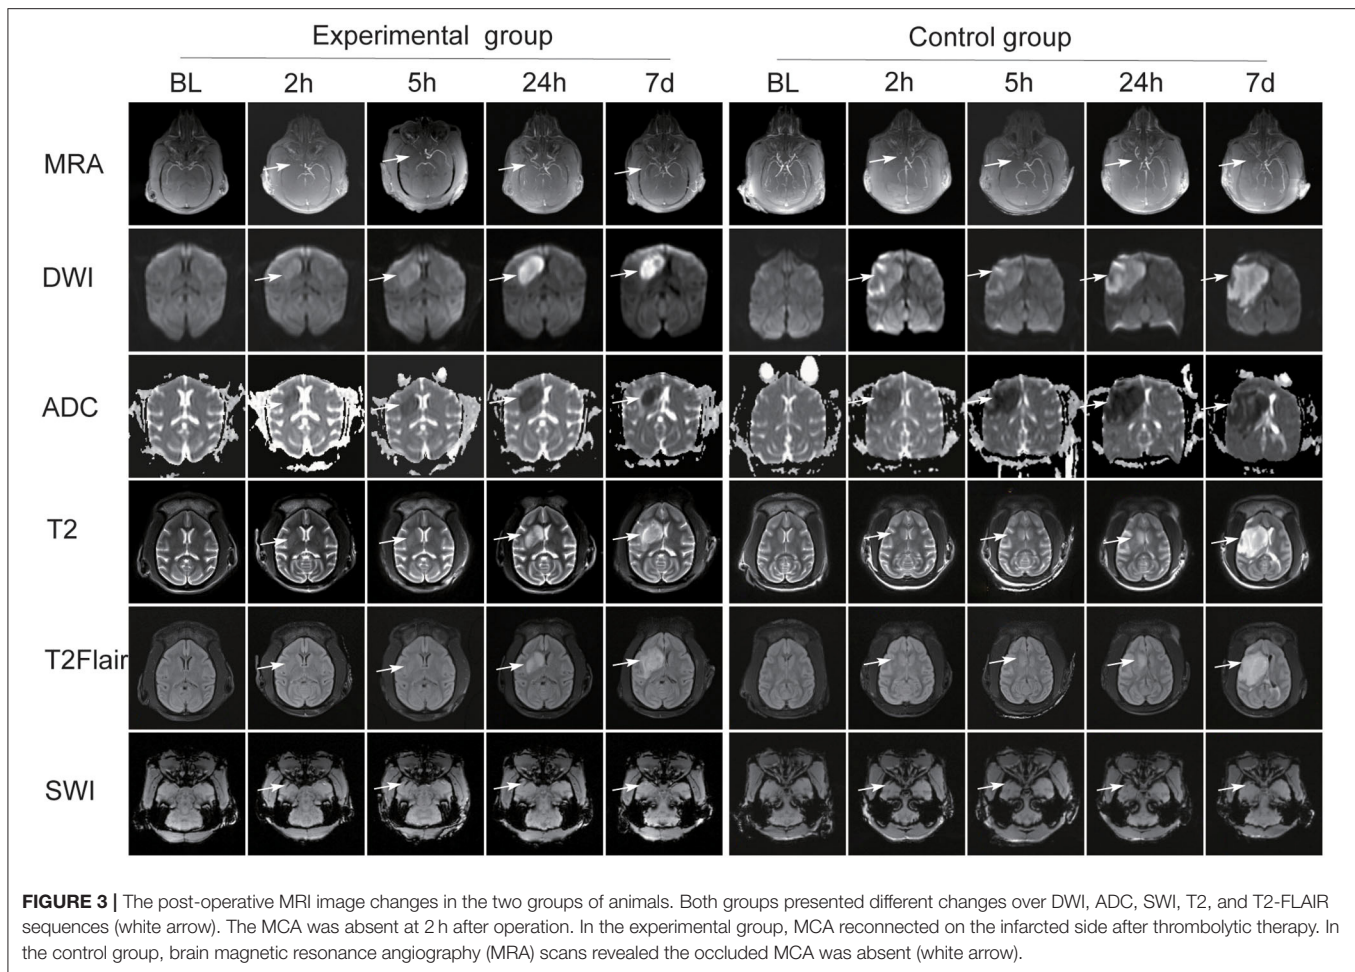 Experimental group Control group
BL 2h 5h 24h 7d BL 2h 5h 24h 7d
MRA
DWI
ADC
T2
T2Flair
SWI
FIGURE 3 | The post-operative MRI image changes in the two groups of animals. Both groups presented different changes over DWI, ADC, SWI, T2, and T2-FLAIR
sequences (white arrow). The MCA was absent at 2 h after operation. In the experimental group, MCA reconnected on the infarcted side after thrombolytic therapy. In
the control group, brain magnetic resonance angiography (MRA) scans revealed the occluded MCA was absent (white arrow).